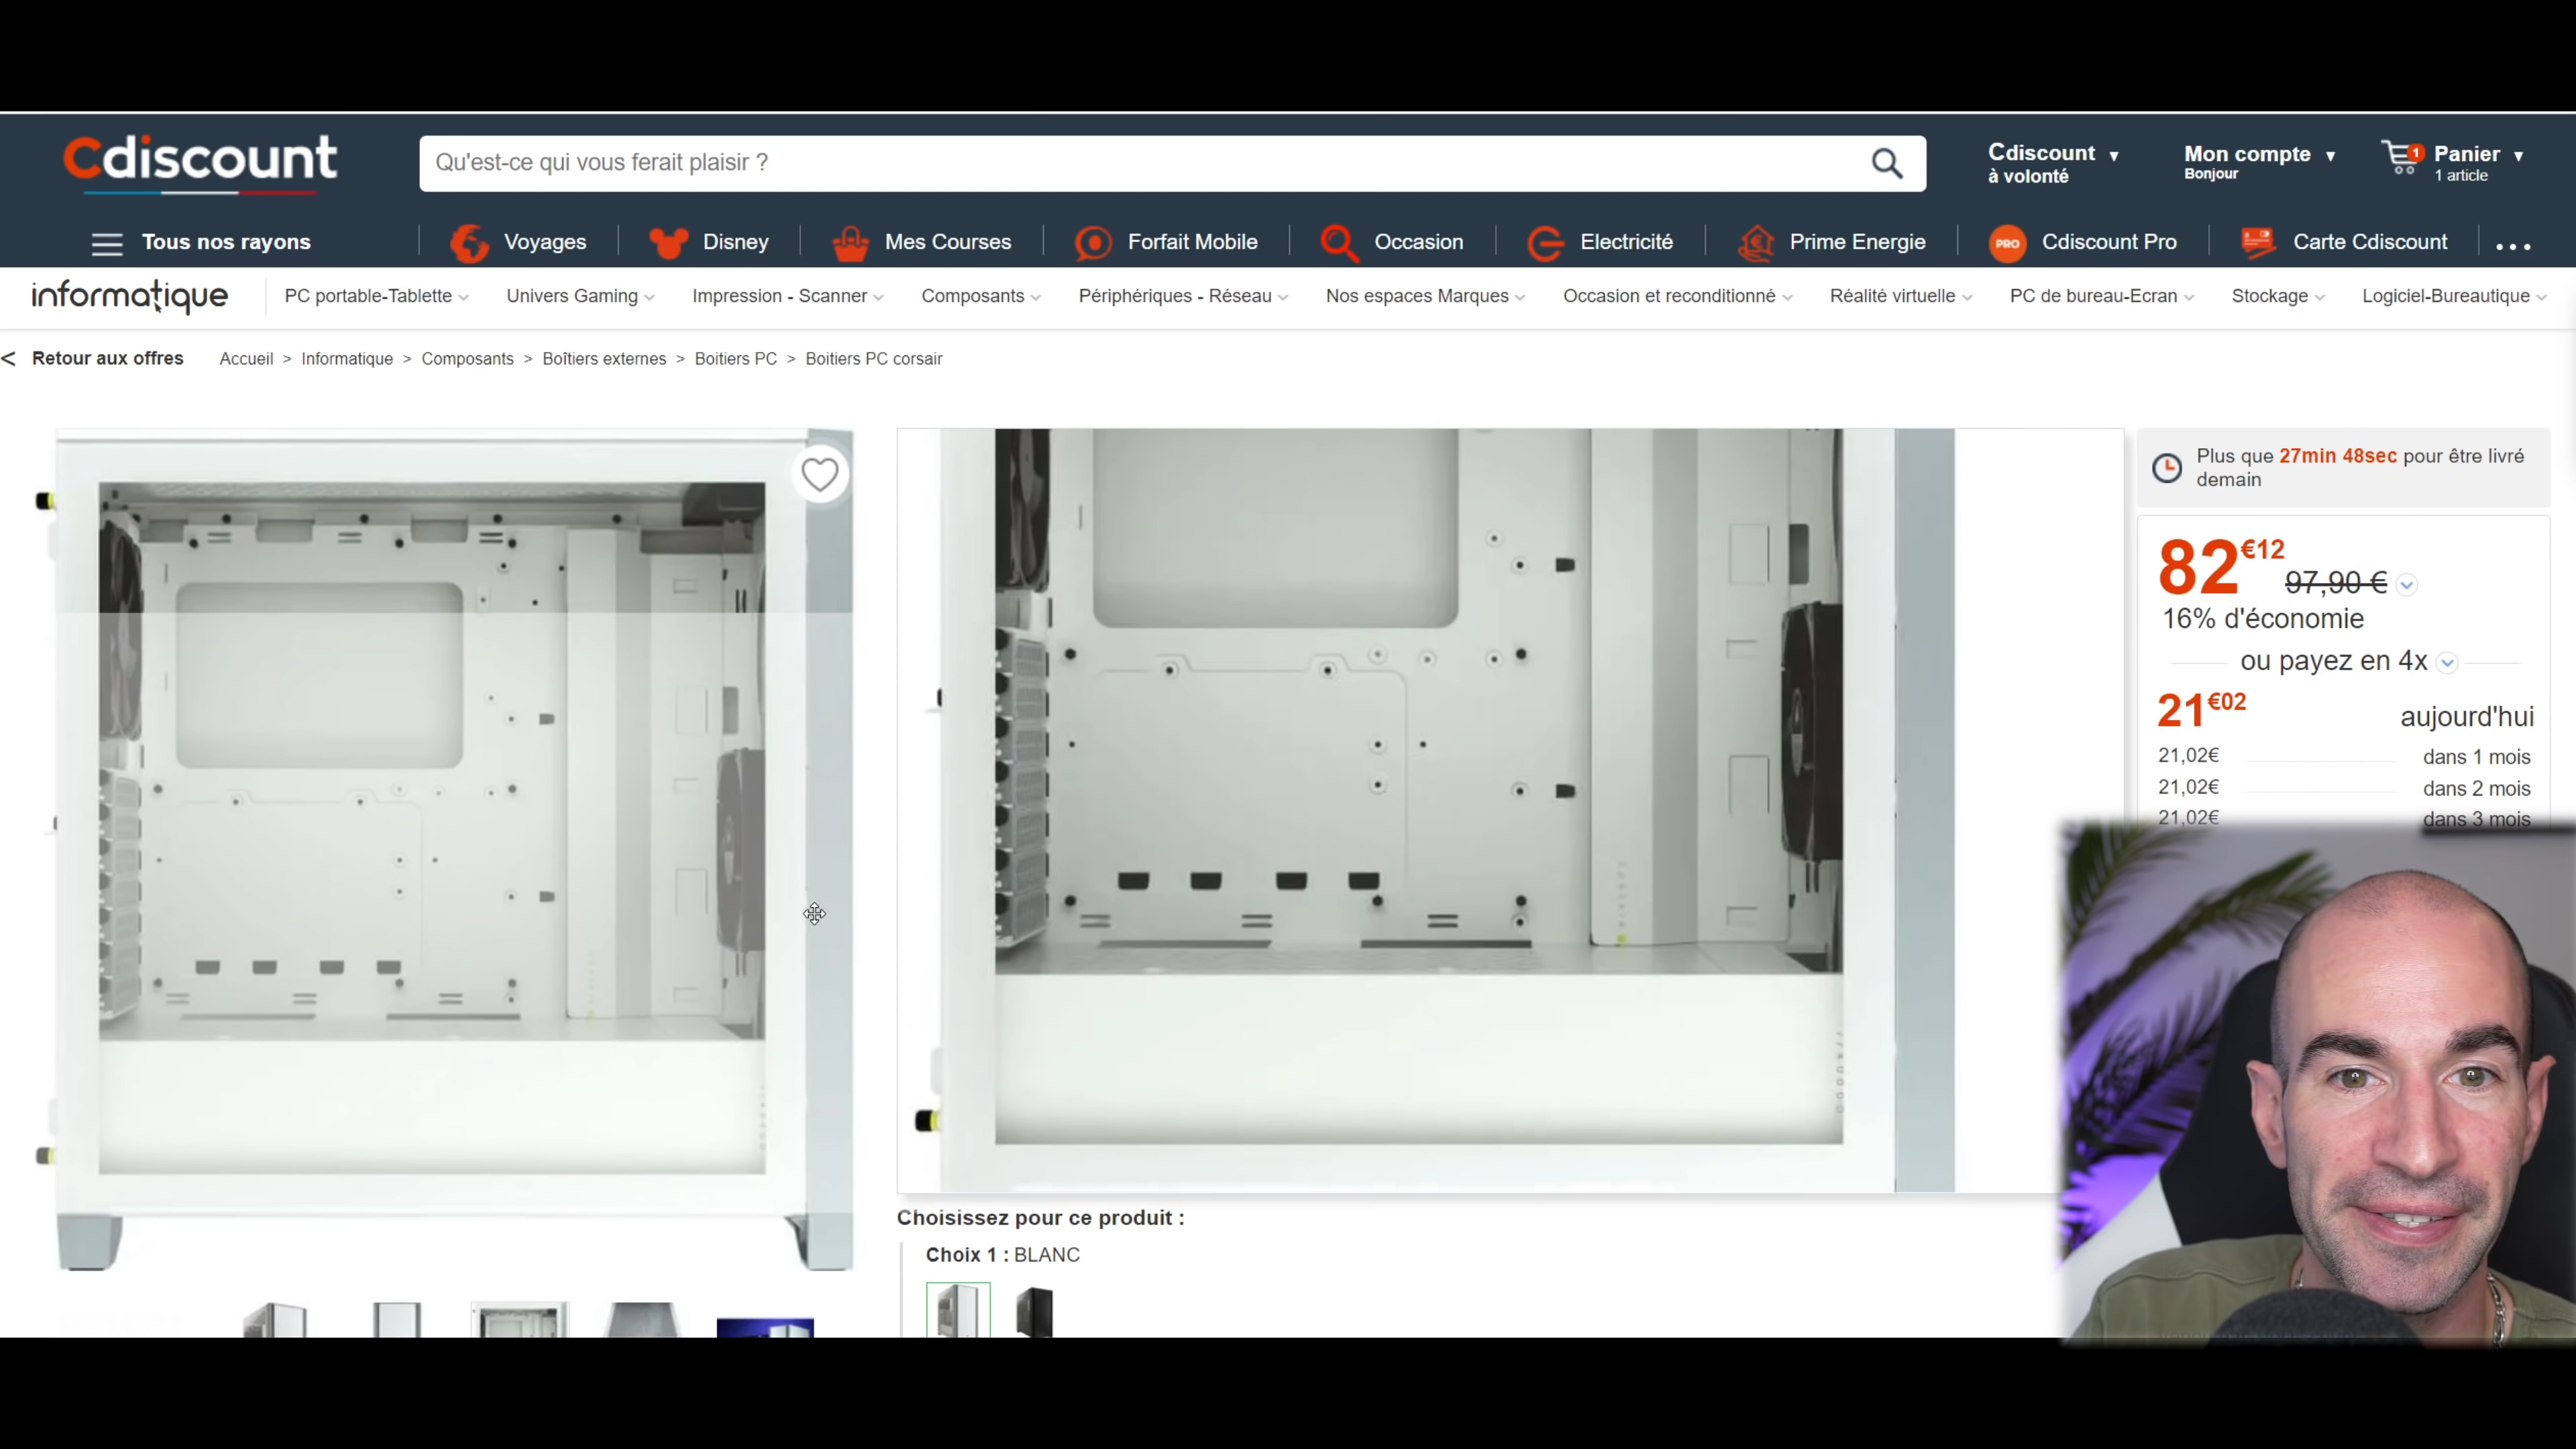 Cdiscount
Qu'est-ce qui vous ferait plaisir ?
Cdiscount
à volonté
Mon compte
Bonjour
1
Panier
1 article
Tous nos rayons
Voyages
Disney
Mes Courses
Forfait Mobile
Occasion
Electricité
Prime Energie
PRO
Cdiscount Pro
Carte Cdiscount
...
informatique
PC portable-Tablette
Univers Gaming
Impression - Scanner
Composants
Périphériques - Réseau
Nos espaces Marques
Occasion et reconditionné
Réalité virtuelle
PC de bureau-Ecran
Stockage
Logiciel-Bureautique
< Retour aux offres
Accueil > Informatique > Composants > Boîtiers externes > Boitiers PC > Boitiers PC corsair
Plus que 27min 48sec pour être livré
demain
82€12 97,90 €
16% d'économie
ou payez en 4x
21€02 aujourd'hui
21,02€ dans 1 mois
21,02€ dans 2 mois
21,02€ dans 3 mois
Choisissez pour ce produit :
Choix 1 : BLANC